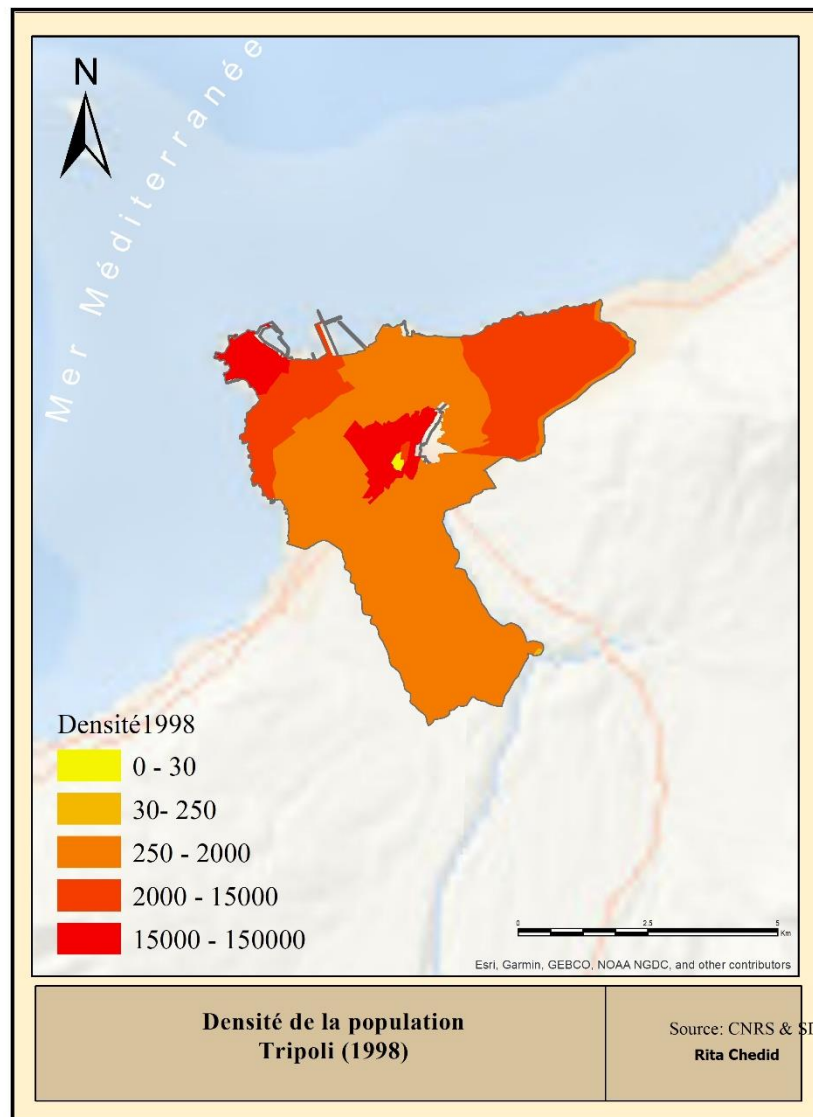 N
Mer Méditerranée
Densité1998
0 - 30
30- 250
250 - 2000
2000 - 15000
15000 - 150000
0 2.5 5
Km
Esri, Garmin, GEBCO, NOAA NGDC, and other contributors
Densité de la population
Tripoli (1998)
Source: CNRS &
Rita Chedid